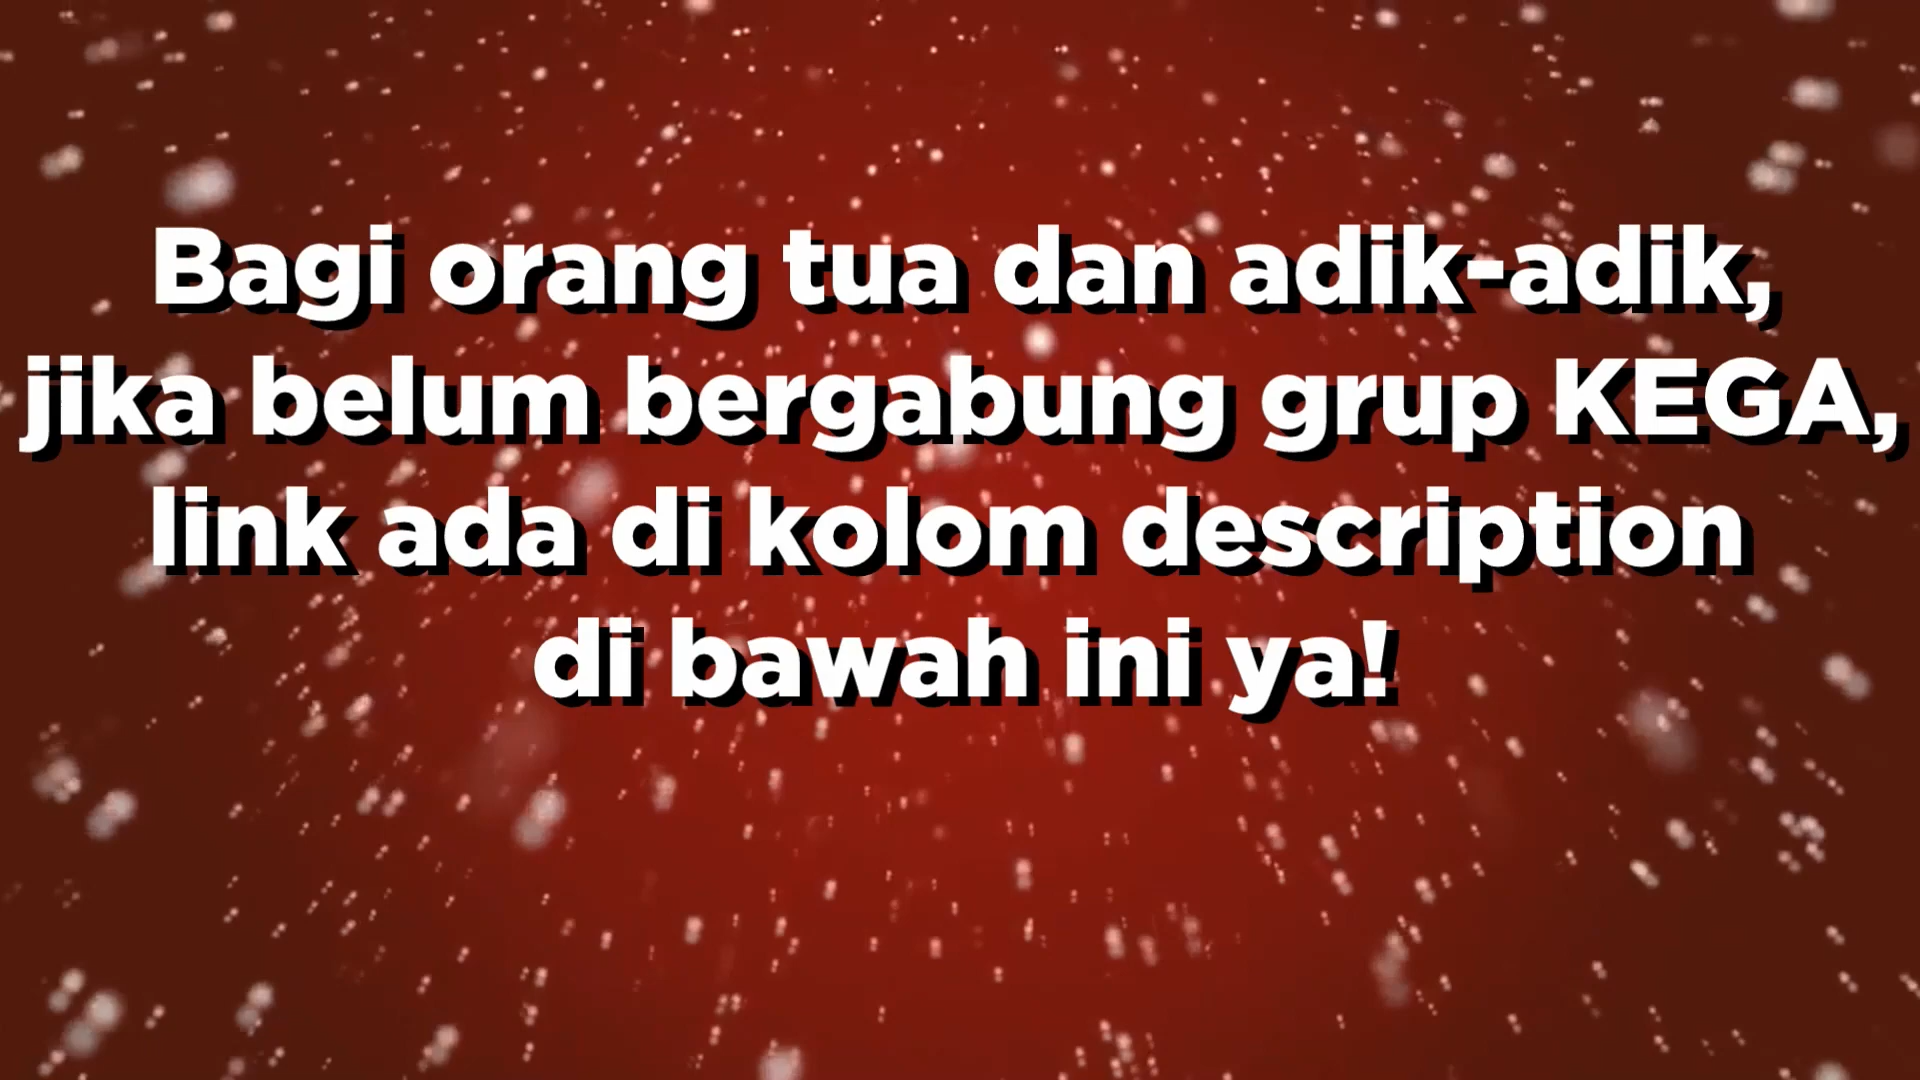 Bagi orang tua dan adik-adik,
jika belum bergabung grup KEGA,
link ada di kolom description
di bawah ini ya!